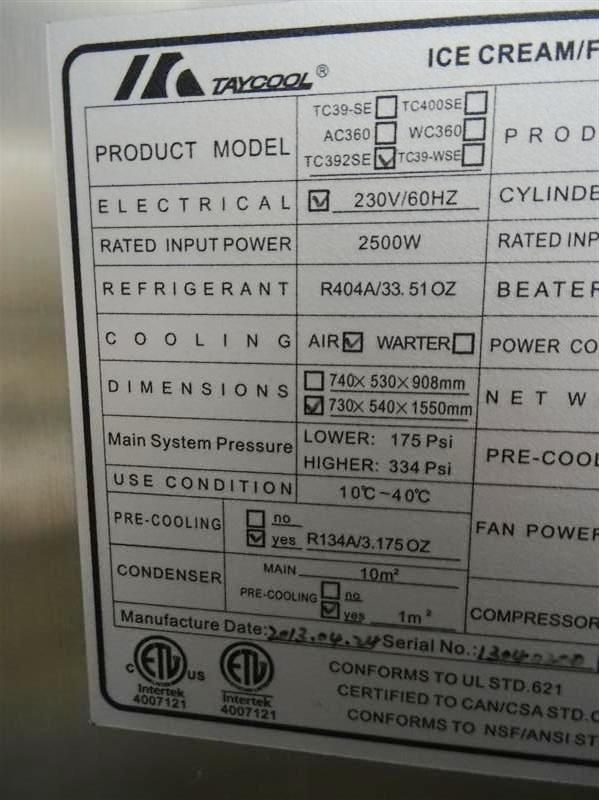 TAYCOOL® ICE CREAM/F
PRODUCT MODEL TC39-SE TC400SE PROD
AC360 WC360
TC392SE TC39-WSE
ELECTRICAL 230V/60HZ CYLINDE
RATED INPUT POWER 2500W RATED INP
REFRIGERANT R404A/33.51OZ BEATER
COOLING AIR WARTER POWER CO
DIMENSIONS 740×530×908mm NET W
730×540×1550mm
Main System Pressure LOWER: 175 Psi PRE-COOL
HIGHER: 334 Psi
USE CONDITION 10℃~40℃
PRE-COOLING no FAN POWER
yes R134A/3.175OZ
CONDENSER MAIN 10m²
PRE-COOLING no
yes 1m² COMPRESSOR
Manufacture Date: 2013.04.24 Serial No.:
C ETL US ETL
Intertek Intertek
4007121 4007121
CONFORMS TO UL STD.621
CERTIFIED TO CAN/CSA STD.C
CONFORMS TO NSF/ANSI ST